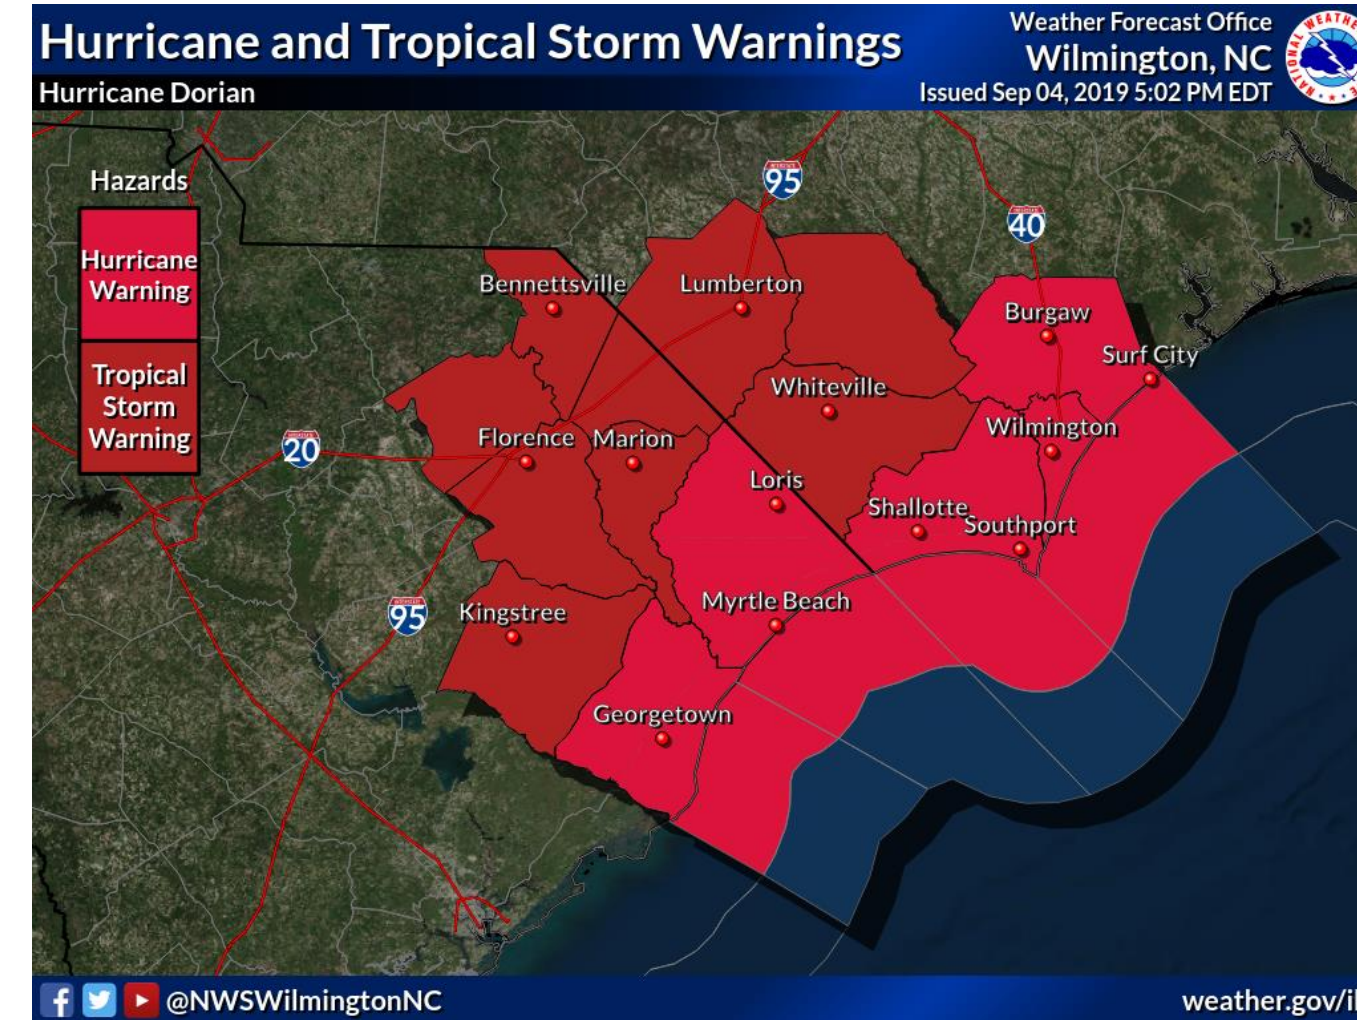 Hurricane and Tropical Storm Warnings
Hurricane Dorian
Weather Forecast Office
Wilmington, NC
Issued Sep 04, 2019 5:02 PM EDT
Hazards
Hurricane
Warning
Tropical
Storm
Warning
95
40
20
95
Bennettsville
Lumberton
Burgaw
Surf City
Whiteville
Wilmington
Florence
Marion
Loris
Shallotte
Southport
Kingstree
Myrtle Beach
Georgetown
@NWSWilmingtonNC